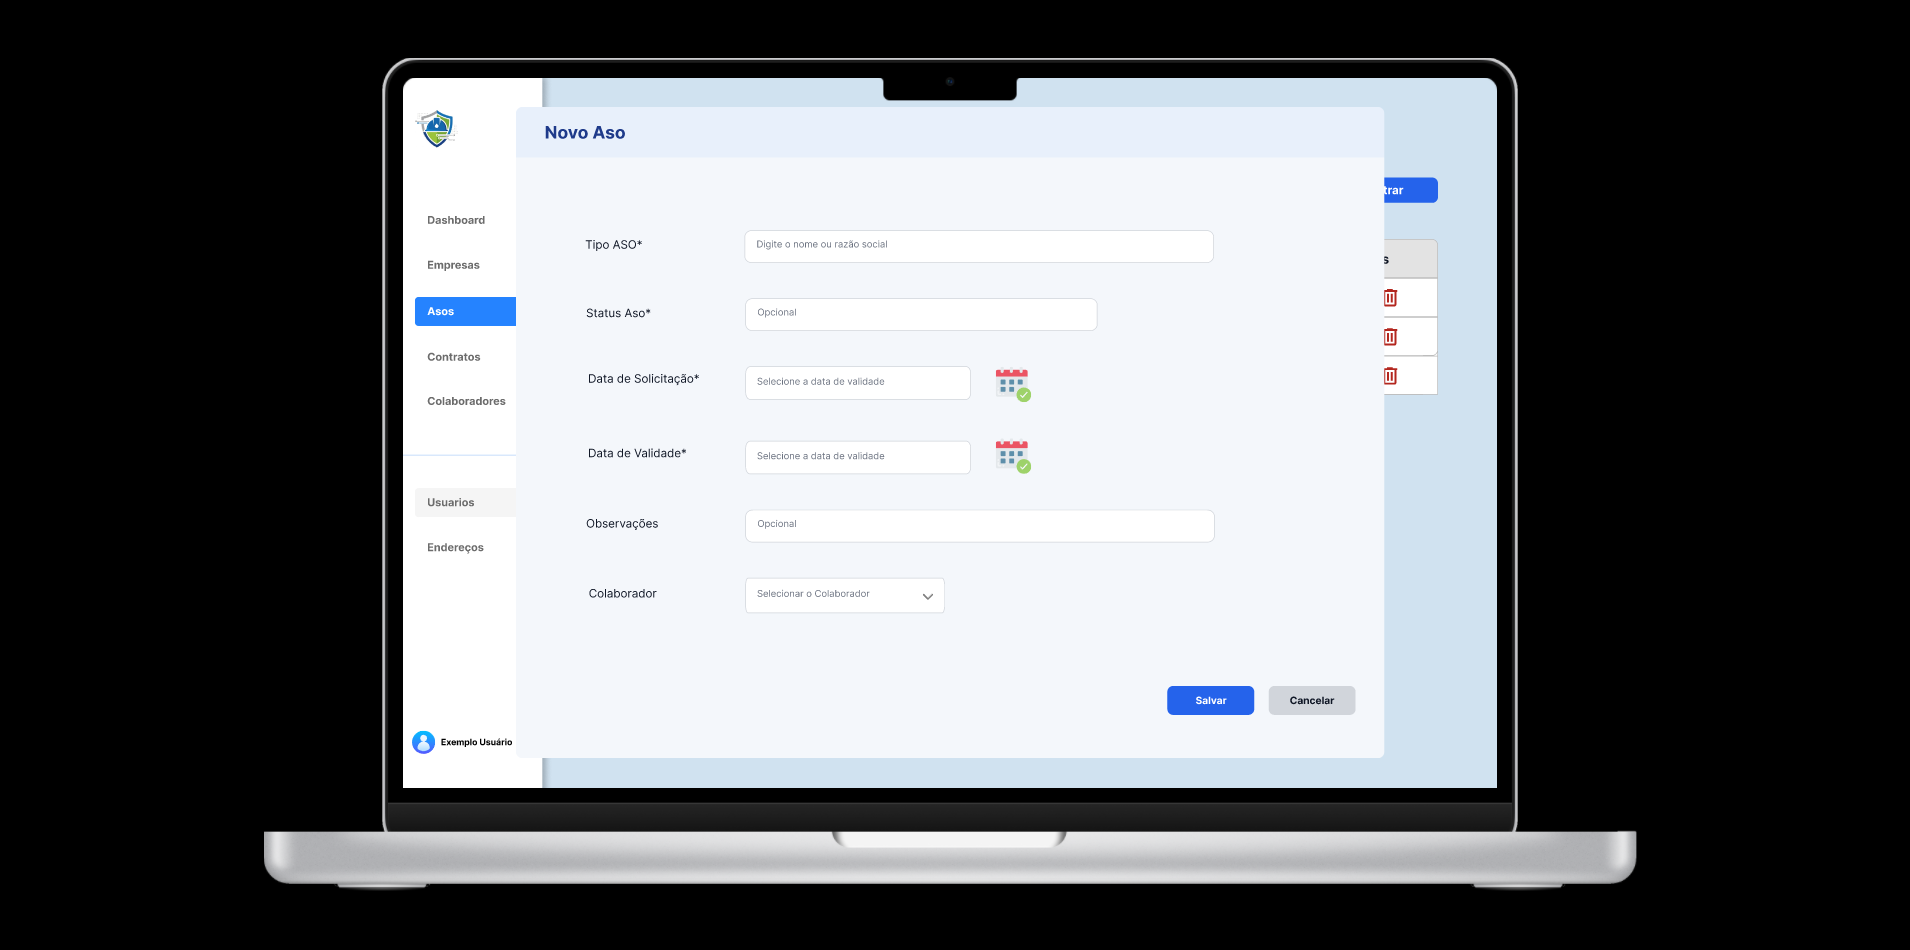 Novo Aso
trar
Dashboard
Empresas
Asos
Contratos
Colaboradores
Usuarios
Endereços
Exemplo Usuário
Tipo ASO*
Digite o nome ou razão social
Status Aso*
Opcional
Data de Solicitação*
Selecione a data de validade
Data de Validade*
Selecione a data de validade
Observações
Opcional
Colaborador
Selecionar o Colaborador
Salvar
Cancelar
s